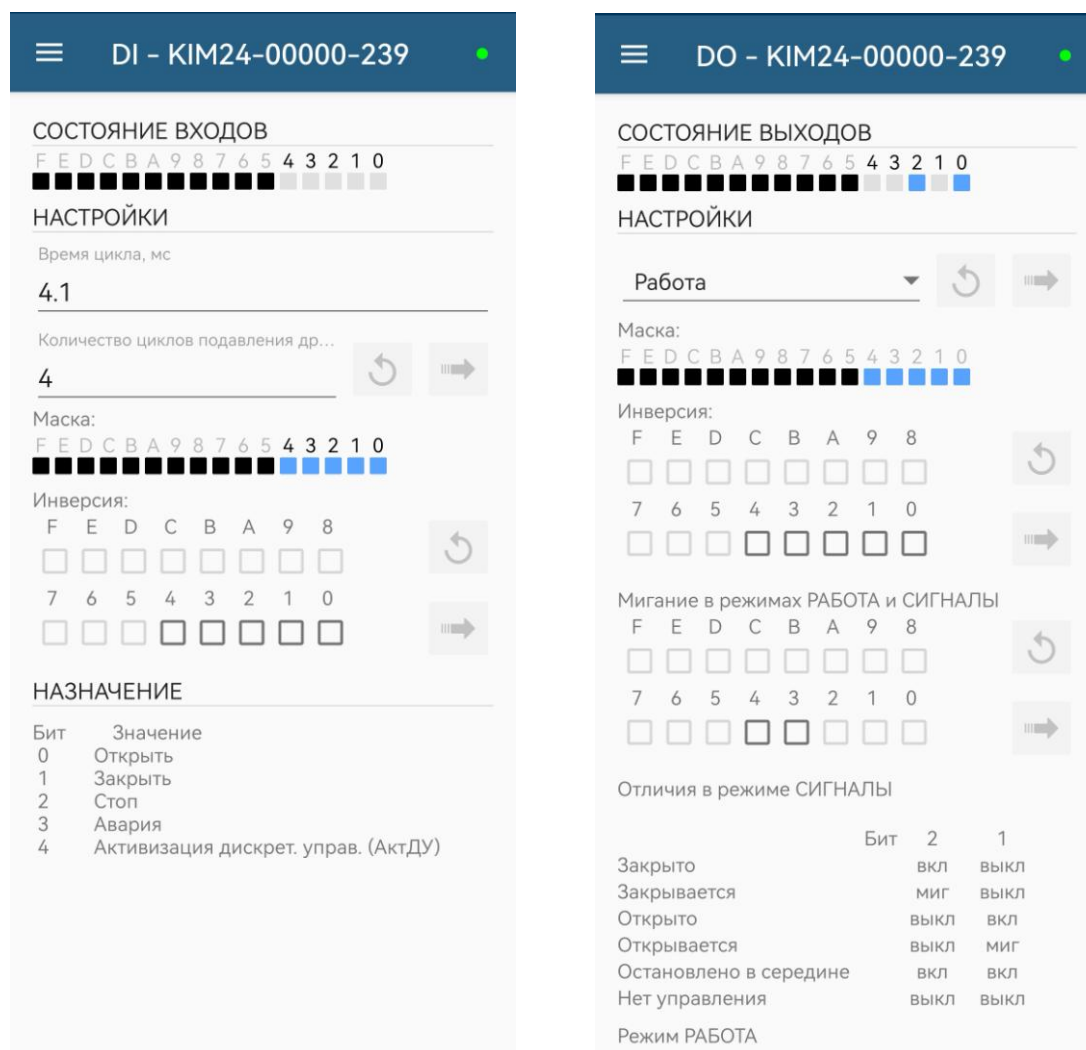 DI – KIM24-00000-239
СОСТОЯНИЕ ВХОДОВ
F E D C B A 9 8 7 6 5 4 3 2 1 0
НАСТРОЙКИ
Время цикла, мс
4.1
Количество циклов подавления др...
4
Маска:
F E D C B A 9 8 7 6 5 4 3 2 1 0
Инверсия:
F E D C B A 9 8
7 6 5 4 3 2 1 0
НАЗНАЧЕНИЕ
Бит Значение
0 Открыть
1 Закрыть
2 Стоп
3 Авария
4 Активизация дискрет. управ. (АктДУ)
DO – KIM24-00000-239
СОСТОЯНИЕ ВЫХОДОВ
F E D C B A 9 8 7 6 5 4 3 2 1 0
НАСТРОЙКИ
Работа
Маска:
F E D C B A 9 8 7 6 5 4 3 2 1 0
Инверсия:
F E D C B A 9 8
7 6 5 4 3 2 1 0
Мигание в режимах РАБОТА и СИГНАЛЫ
F E D C B A 9 8
7 6 5 4 3 2 1 0
Отличия в режиме СИГНАЛЫ
Бит 2 1
Закрыто вкл выкл
Закрывается миг выкл
Открыто выкл вкл
Открывается выкл миг
Остановлено в середине вкл вкл
Нет управления выкл выкл
Режим РАБОТА